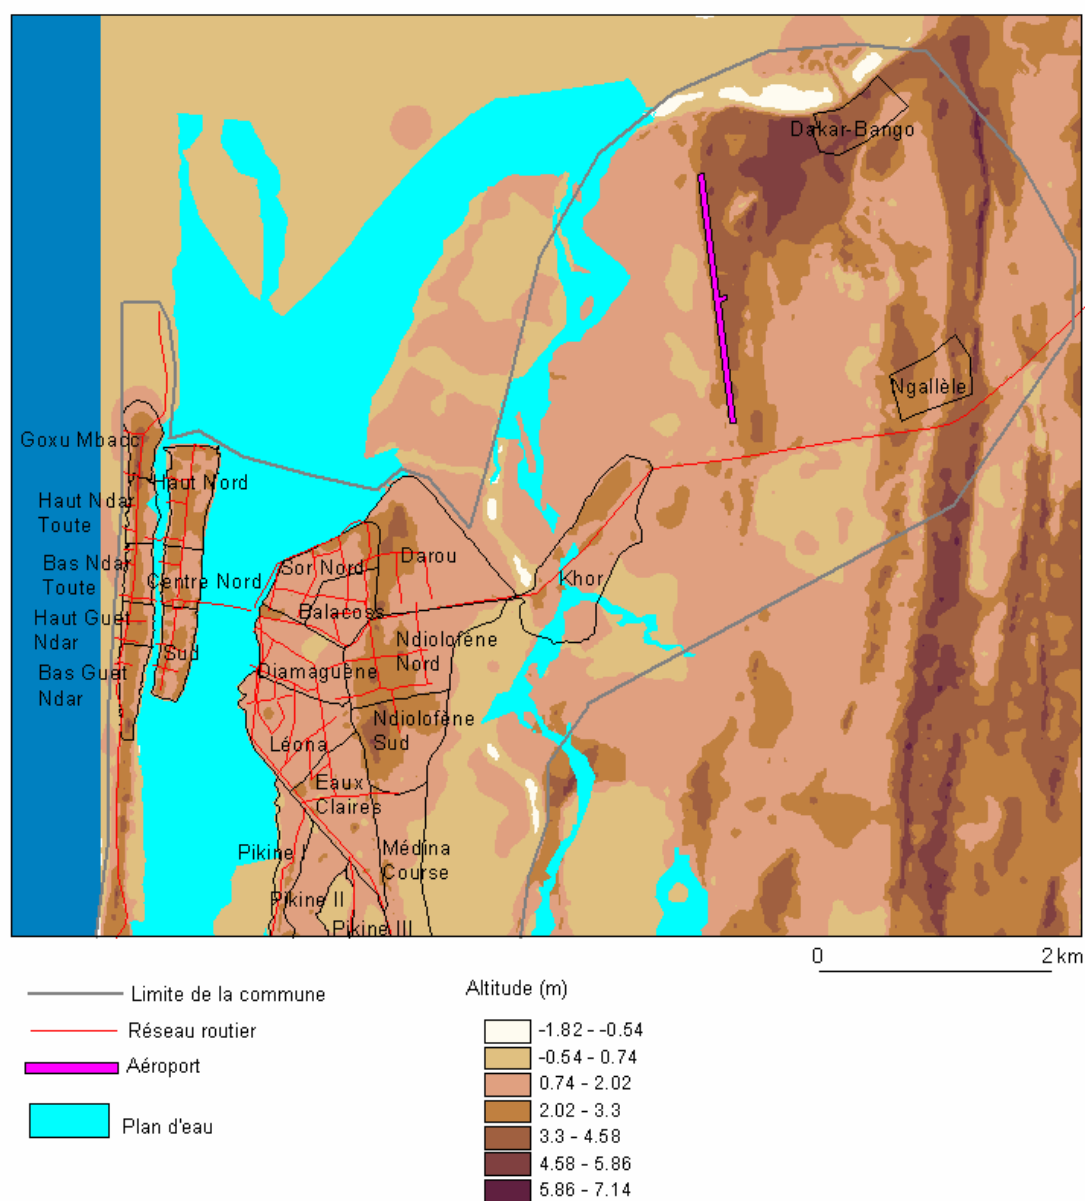 Dakar-Bango
Ngallèle
Goxu Mbacc
Haut Nord
Haut Ndar
Toute
Darou
Bas Ndar
Toute
Sor Nord
Centre Nord
Khor
Balacoss
Haut Guet
Ndar
Ndiolofène
Nord
Sud
Bas Guet
Ndar
Diamaguène
Ndiolofène
Sud
Léona
Eaux
Claires
Pikine I
Médina
Course
Pikine II
Pikine III
0
2 km
Limite de la commune
Réseau routier
Aéroport
Plan d'eau
Altitude (m)
-1.82 - -0.54
-0.54 - 0.74
0.74 - 2.02
2.02 - 3.3
3.3 - 4.58
4.58 - 5.86
5.86 - 7.14